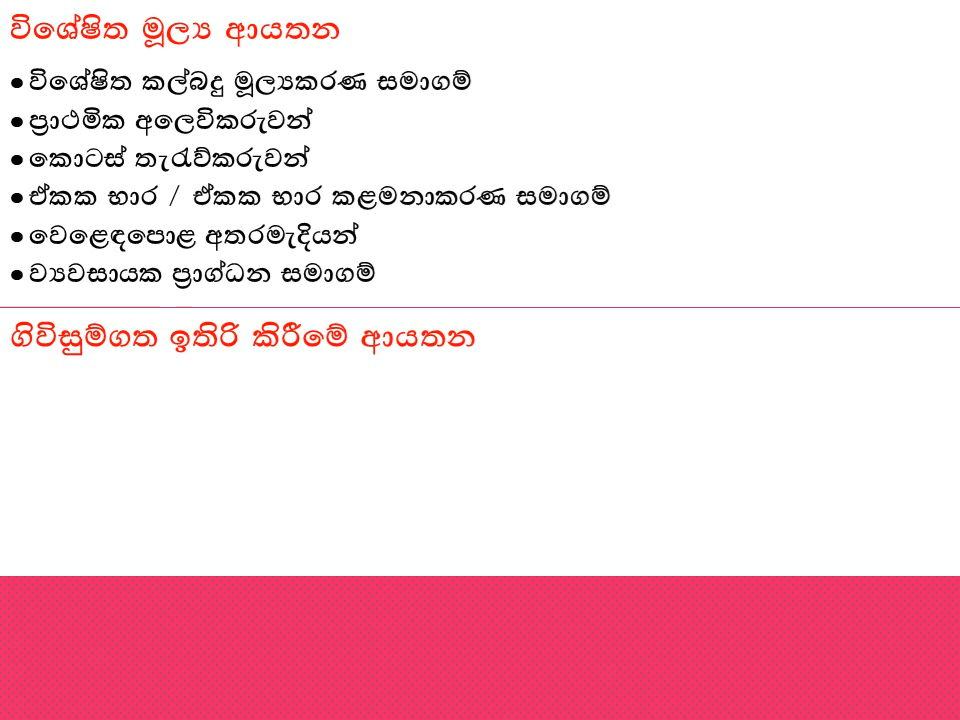 විශේෂිත මූල්‍ය ආයතන
• විශේෂිත කල්බදු මූල්‍යකරණ සමාගම්
• ප්‍රාථමික අලෙවිකරුවන්
• කොටස් තැරැව්කරුවන්
• ඒකක භාර / ඒකක භාර කළමනාකරණ සමාගම්
• වෙළෙඳපොළ අතරමැදියන්
• ව්‍යවසායක ප්‍රාග්ධන සමාගම්
ගිවිසුම්ගත ඉතිරි කිරීමේ ආයතන